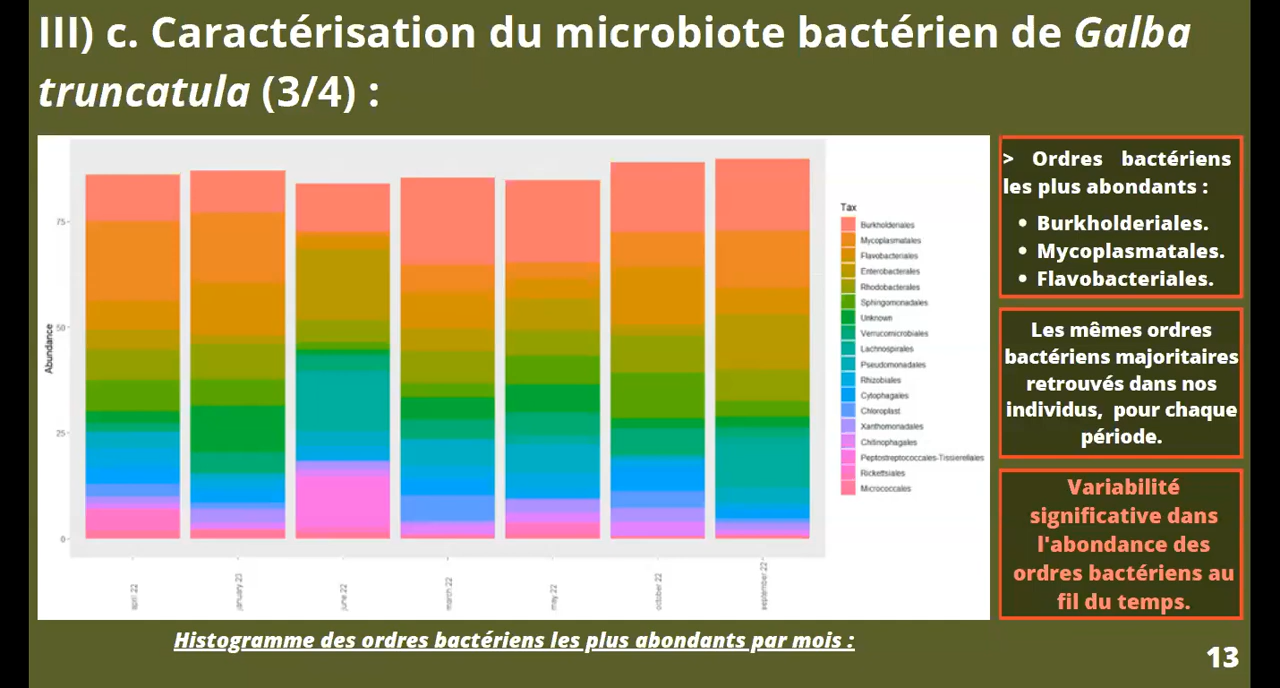 III) c. Caractérisation du microbiote bactérien de Galba
truncatula (3/4) :
Abundance
75
50
25
0
april.22
january.23
june.22
march.22
may.22
october.22
september.22
Tax
Burkholderiales
Mycoplasmatales
Flavobacteriales
Enterobacterales
Rhodobacterales
Sphingomonadales
Unknown
Verrucomicrobiales
Lachnospirales
Pseudomonadales
Rhizobiales
Cytophagales
Chloroplast
Xanthomonadales
Chitinophagales
Peptostreptococcales-Tissierellales
Rickettsiales
Micrococcales
> Ordres bactériens
les plus abondants :
• Burkholderiales.
• Mycoplasmatales.
• Flavobacteriales.
Les mêmes ordres
bactériens majoritaires
retrouvés dans nos
individus, pour chaque
période.
Variabilité
significative dans
l'abondance des
ordres bactériens au
fil du temps.
Histogramme des ordres bactériens les plus abondants par mois :
13